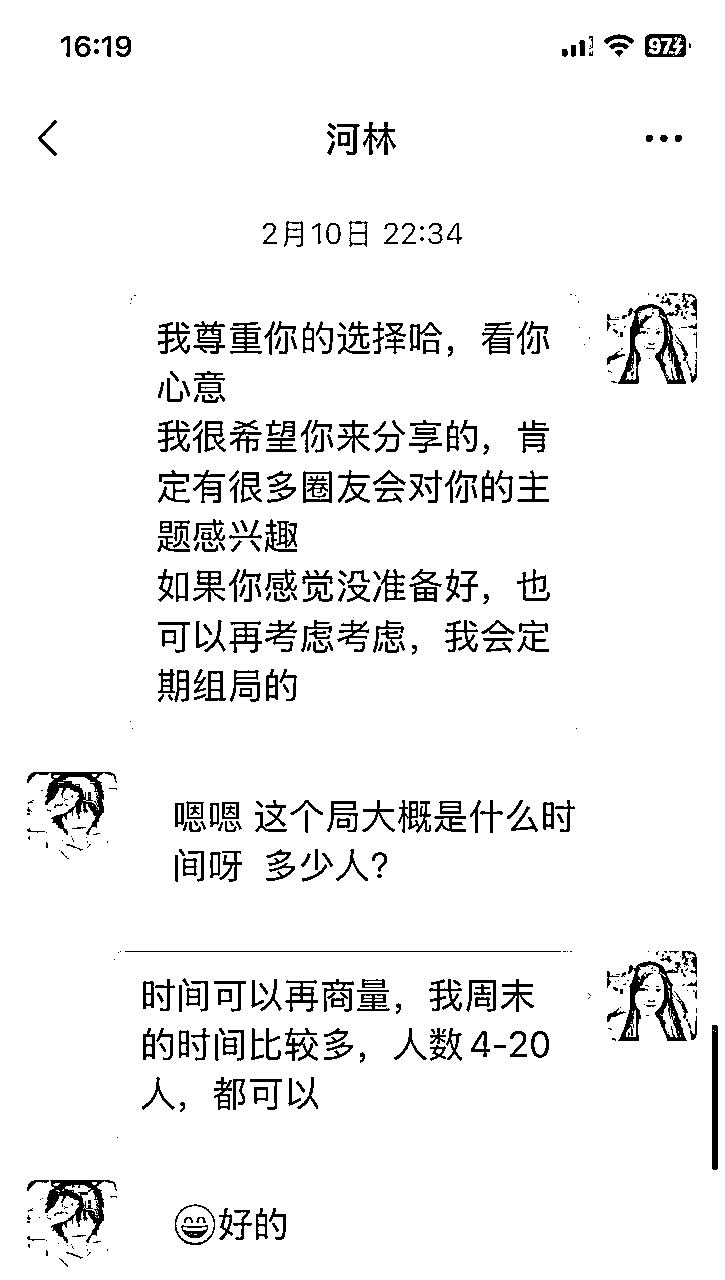 16:19
97
河林
2月10日 22:34
我尊重你的选择哈，看你
心意
我很希望你来分享的，肯
定有很多圈友会对你的主
题感兴趣
如果你感觉没准备好，也
可以再考虑考虑，我会定
期组局的
嗯嗯 这个局大概是什么时
间呀 多少人？
时间可以再商量，我周末
的时间比较多，人数4-20
人，都可以
😄好的